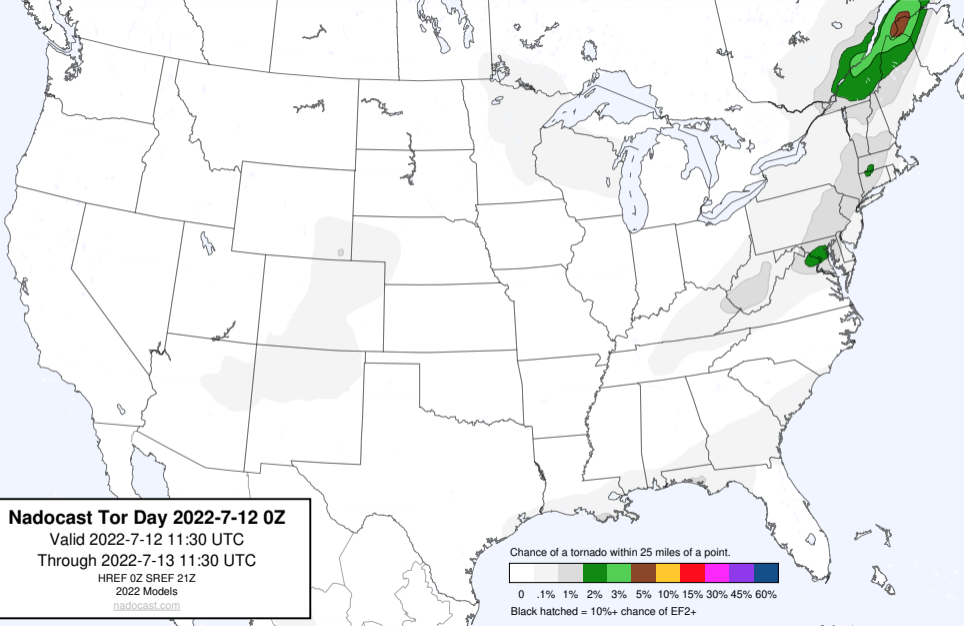 Nadocast Tor Day 2022-7-12 0Z
Valid 2022-7-12 11:30 UTC
Through 2022-7-13 11:30 UTC
HREF 0Z SREF 21Z
2022 Models
nadocast.com
Chance of a tornado within 25 miles of a point.
0 .1% 1% 2% 3% 5% 10% 15% 30% 45% 60%
Black hatched = 10%+ chance of EF2+